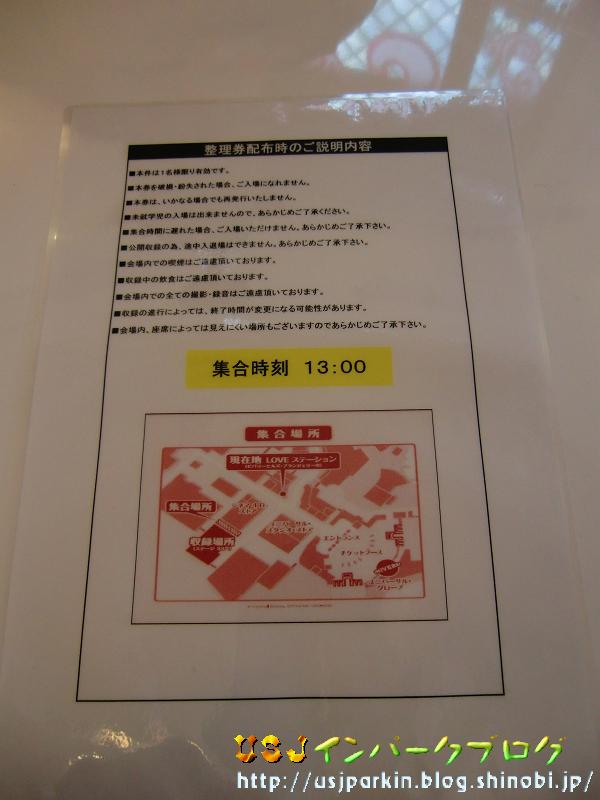 整理券配布時のご説明内容
■本件は1名様限り有効です。
■本券を破損・紛失された場合、ご入場になれません。
■本券は、いかなる場合でも再発行いたしません。
■未就学児の入場は出来ませんので、あらかじめご了承ください。
■集合時間に遅れた場合、ご入場いただけません。あらかじめご了承下さい。
■公開収録の為、途中入退場はできません。あらかじめご了承下さい。
■会場内での喫煙はご遠慮頂いております。
■収録中の飲食はご遠慮頂いております。
■会場内での全ての撮影・録音はご遠慮頂いております。
■収録の進行によっては、終了時間が変更になる可能性があります。
■会場内、座席によっては見えにくい場所もございますのであらかじめご了承下さい。
集合時刻 13:00
集合場所
現在地 LOVE ステーション
集合場所
収録場所
ユニバーサル・
スタジオ・ストア
エントランス
チケットブース
ユニバーサル・
グローブ
USJインパークブログ
http://usjparkin.blog.shinobi.jp/